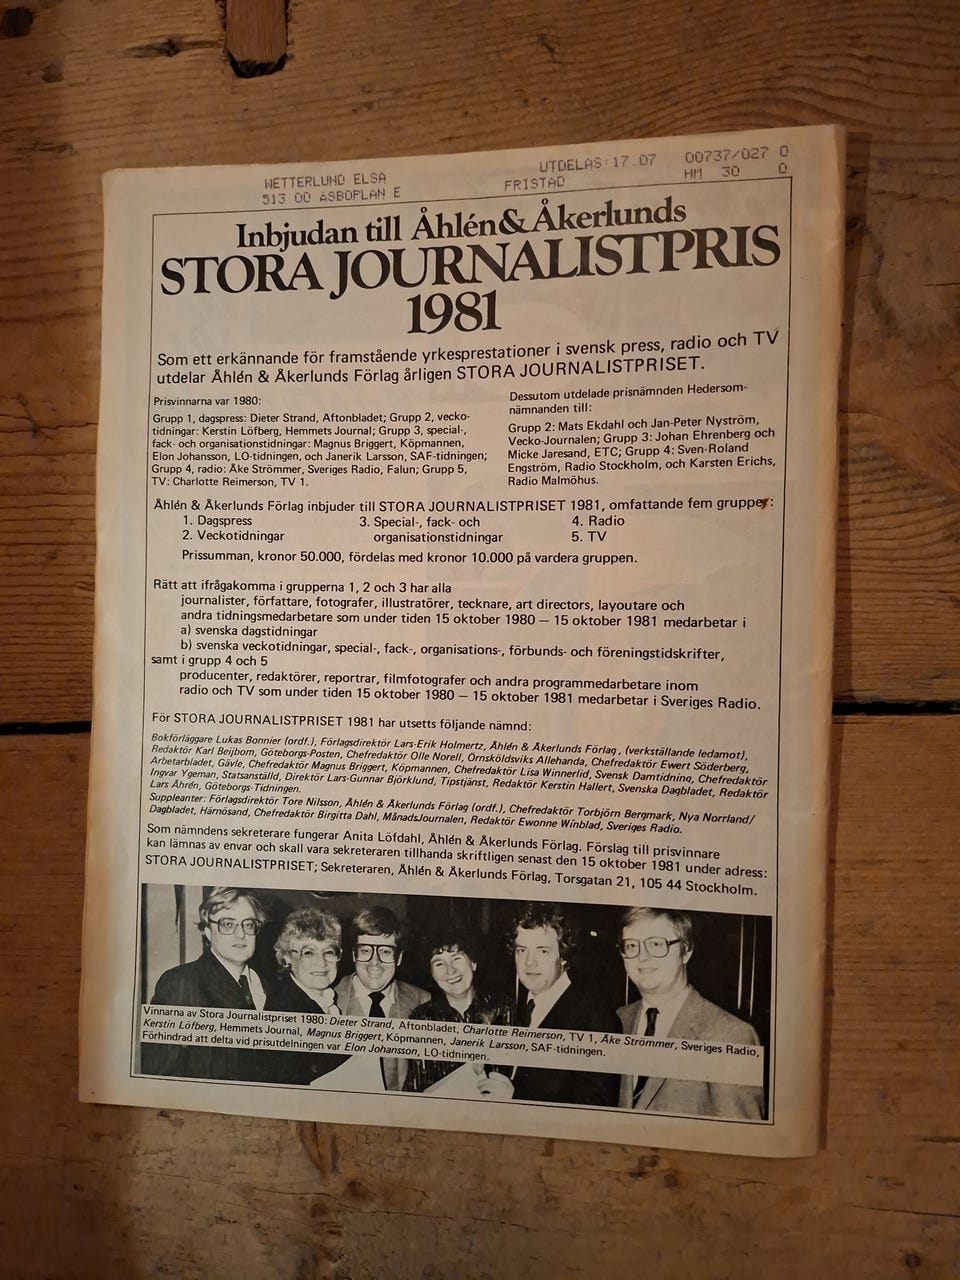 WETTERLUND ELSA
513 00 ASBOPLAN E
UTDELAS:17.07 00737/027 0
FRISTAD HM 30 0
Inbjudan till Åhlén & Åkerlunds
STORA JOURNALISTPRIS
1981
Som ett erkännande för framstående yrkesprestationer i svensk press, radio och TV
utdelar Åhlén & Åkerlunds Förlag årligen STORA JOURNALISTPRISET.
Prisvinnarna var 1980:
Grupp 1, dagspress: Dieter Strand, Aftonbladet; Grupp 2, vecko-
tidningar: Kerstin Löfberg, Hemmets Journal; Grupp 3, special-,
fack- och organisationstidningar: Magnus Briggert, Köpmannen,
Elon Johansson, LO-tidningen, och Janerik Larsson, SAF-tidningen;
Grupp 4, radio: Åke Strömmer, Sveriges Radio, Falun; Grupp 5,
TV: Charlotte Reimerson, TV 1.
Dessutom utdelade prisnämnden Hedersom-
nämnanden till:
Grupp 2: Mats Ekdahl och Jan-Peter Nyström,
Vecko-Journalen; Grupp 3: Johan Ehrenberg och
Micke Jaresand, ETC; Grupp 4: Sven-Roland
Engström, Radio Stockholm, och Karsten Erichs,
Radio Malmöhus.
Åhlén & Åkerlunds Förlag inbjuder till STORA JOURNALISTPRISET 1981, omfattande fem grupper:
1. Dagspress
2. Veckotidningar
3. Special-, fack- och
organisationstidningar
4. Radio
5. TV
Prissumman, kronor 50.000, fördelas med kronor 10.000 på vardera gruppen.
Rätt att ifrågakomma i grupperna 1, 2 och 3 har alla
journalister, författare, fotografer, illustratörer, tecknare, art directors, layoutare och
andra tidningsmedarbetare som under tiden 15 oktober 1980 – 15 oktober 1981 medarbetar i
a) svenska dagstidningar
b) svenska veckotidningar, special-, fack-, organisations-, förbunds- och föreningstidskrifter,
samt i grupp 4 och 5
producenter, redaktörer, reportrar, filmfotografer och andra programmedarbetare inom
radio och TV som under tiden 15 oktober 1980 – 15 oktober 1981 medarbetar i Sveriges Radio.
För STORA JOURNALISTPRISET 1981 har utsetts följande nämnd:
Bokförläggare Lukas Bonnier (ordf.), Förlagsdirektör Lars-Erik Holmertz, Åhlén & Åkerlunds Förlag, (verkställande ledamot),
Redaktör Karl Beijbom, Göteborgs-Posten, Chefredaktör Olle Norell, Örnsköldsviks Allehanda, Chefredaktör Ewert Söderberg,
Arbetarbladet, Gävle, Chefredaktör Magnus Briggert, Köpmannen, Chefredaktör Lisa Winnerlid, Svensk Damtidning, Chefredaktör
Ingvar Ygeman, Statsanställd, Direktör Lars-Gunnar Björklund, Tipstjänst, Redaktör Kerstin Hallert, Svenska Dagbladet, Redaktör
Lars Åhrén, Göteborgs-Tidningen.
Suppleanter: Förlagsdirektör Tore Nilsson, Åhlén & Åkerlunds Förlag (ordf.), Chefredaktör Torbjörn Bergmark, Nya Norrland/
Dagbladet, Härnösand, Chefredaktör Birgitta Dahl, MånadsJournalen, Redaktör Ewonne Winblad, Sveriges Radio.
Som nämndens sekreterare fungerar Anita Löfdahl, Åhlén & Åkerlunds Förlag. Förslag till prisvinnare
kan lämnas av envar och skall vara sekreteraren tillhanda skriftligen senast den 15 oktober 1981 under adress:
STORA JOURNALISTPRISET; Sekreteraren, Åhlén & Åkerlunds Förlag, Torsgatan 21, 105 44 Stockholm.
Vinnarna av Stora Journalistpriset 1980: Dieter Strand, Aftonbladet, Charlotte Reimerson, TV 1, Åke Strömmer, Sveriges Radio,
Kerstin Löfberg, Hemmets Journal, Magnus Briggert, Köpmannen, Janerik Larsson, SAF-tidningen.
Förhindrad att delta vid prisutdelningen var Elon Johansson, LO-tidningen.